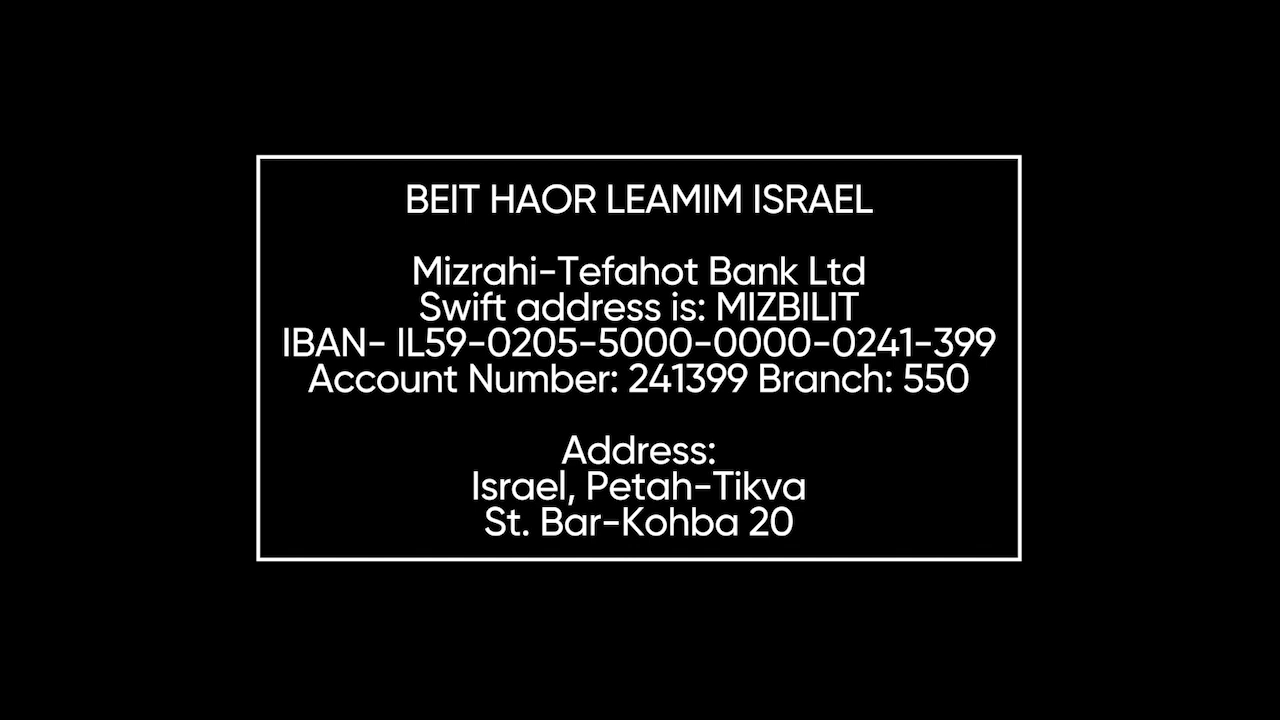 BEIT HAOR LEAMIM ISRAEL
Mizrahi-Tefahot Bank Ltd
Swift address is: MIZBILIT
IBAN- IL59-0205-5000-0000-0241-399
Account Number: 241399 Branch: 550
Address:
Israel, Petah-Tikva
St. Bar-Kohba 20